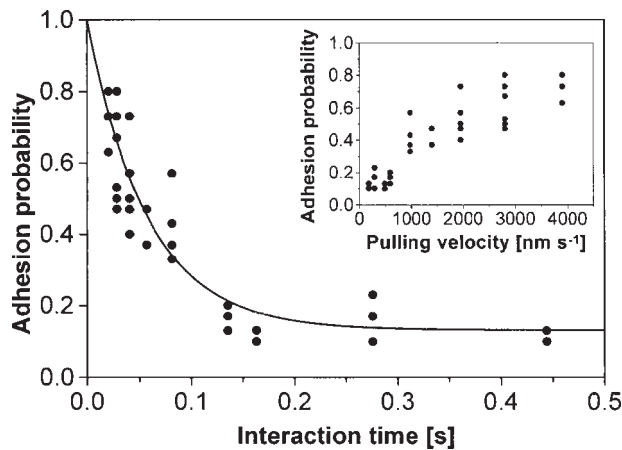 Adhesion probability
1.0
0.8
0.6
0.4
0.2
0.0
0.0 0.1 0.2 0.3 0.4 0.5
Interaction time [s]
Adhesion probability
1.0
0.8
0.6
0.4
0.2
0.0
0 1000 2000 3000 4000
Pulling velocity [nm s⁻¹]